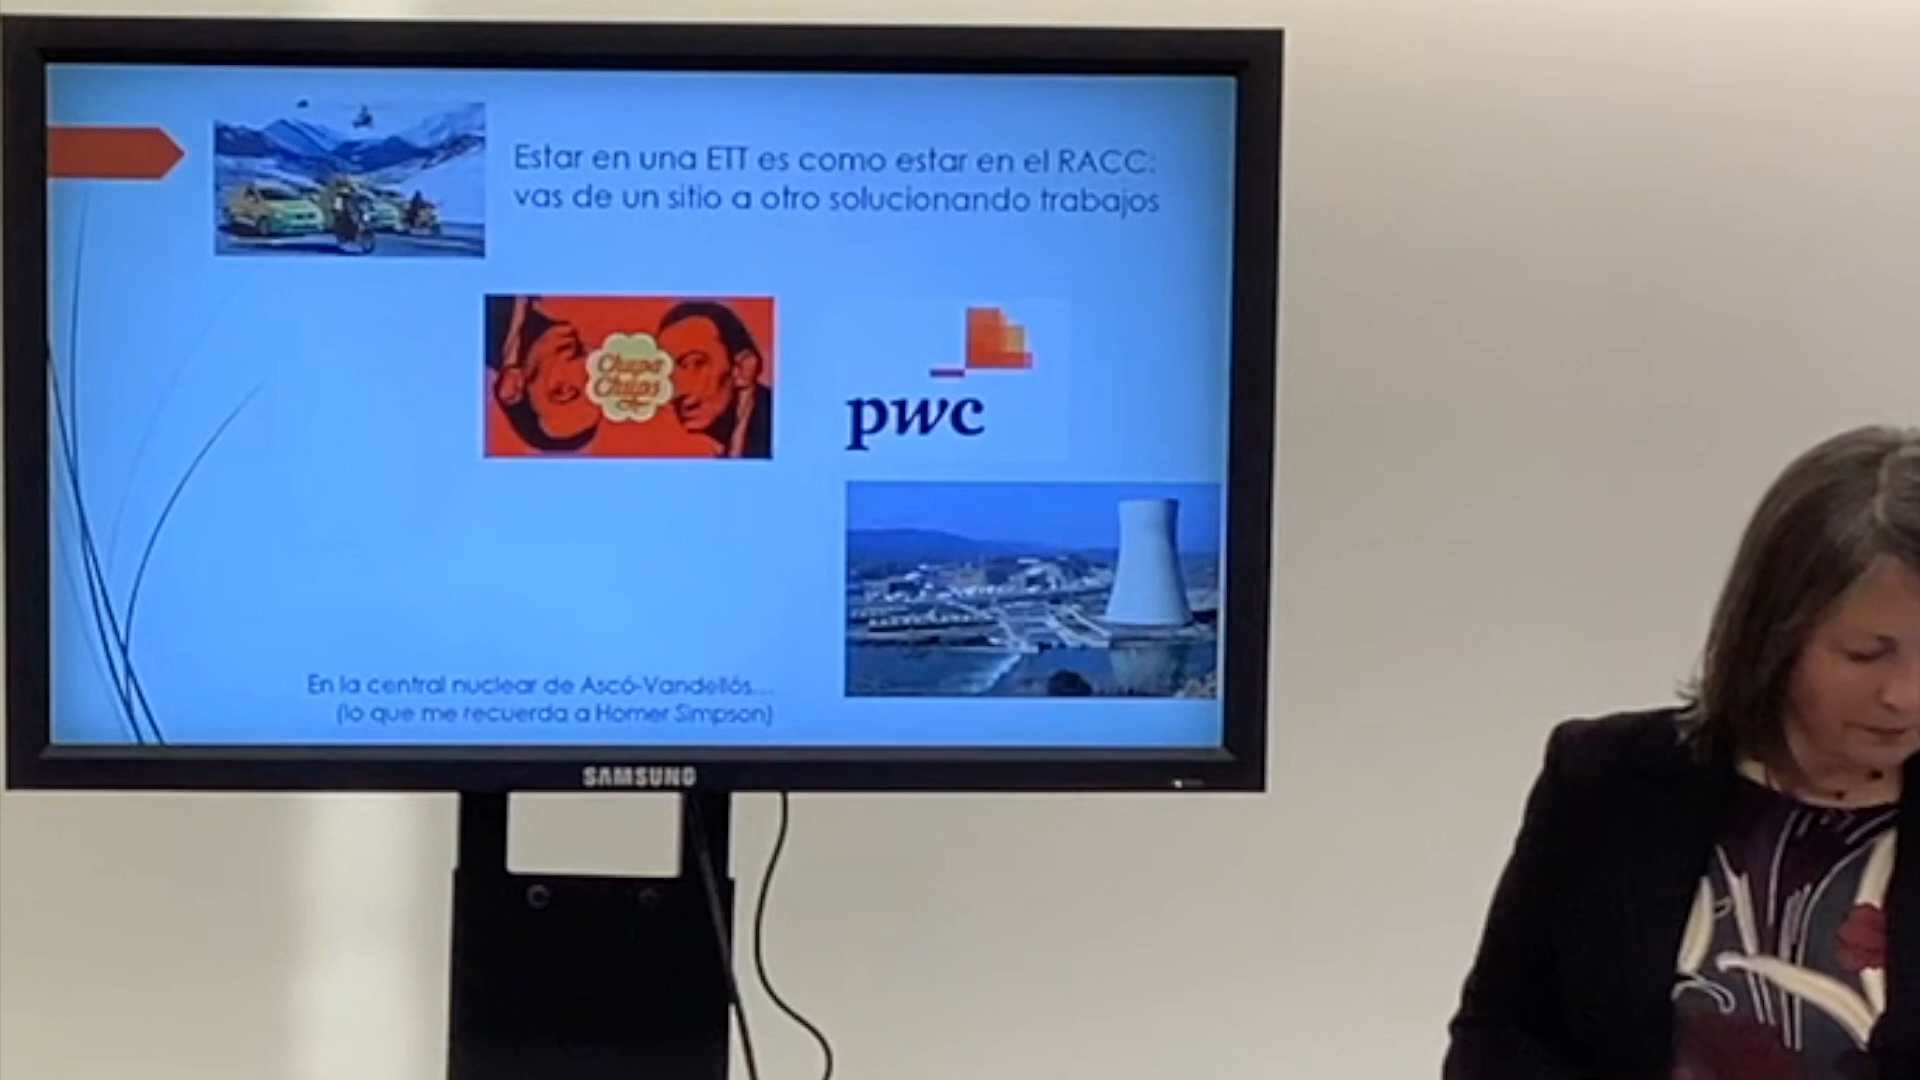 Estar en una ETT es como estar en el RACC:
vas de un sitio a otro solucionando trabajos
Chupa
Chups
pwc
En la central nuclear de Ascó-Vandellós...
(lo que me recuerda a Homer Simpson)
SAMSUNG